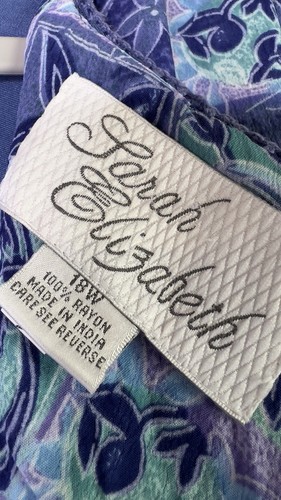 Sarah
Elizabeth
18W
100% RAYON
MADE IN INDIA
CARE SEE REVERSE